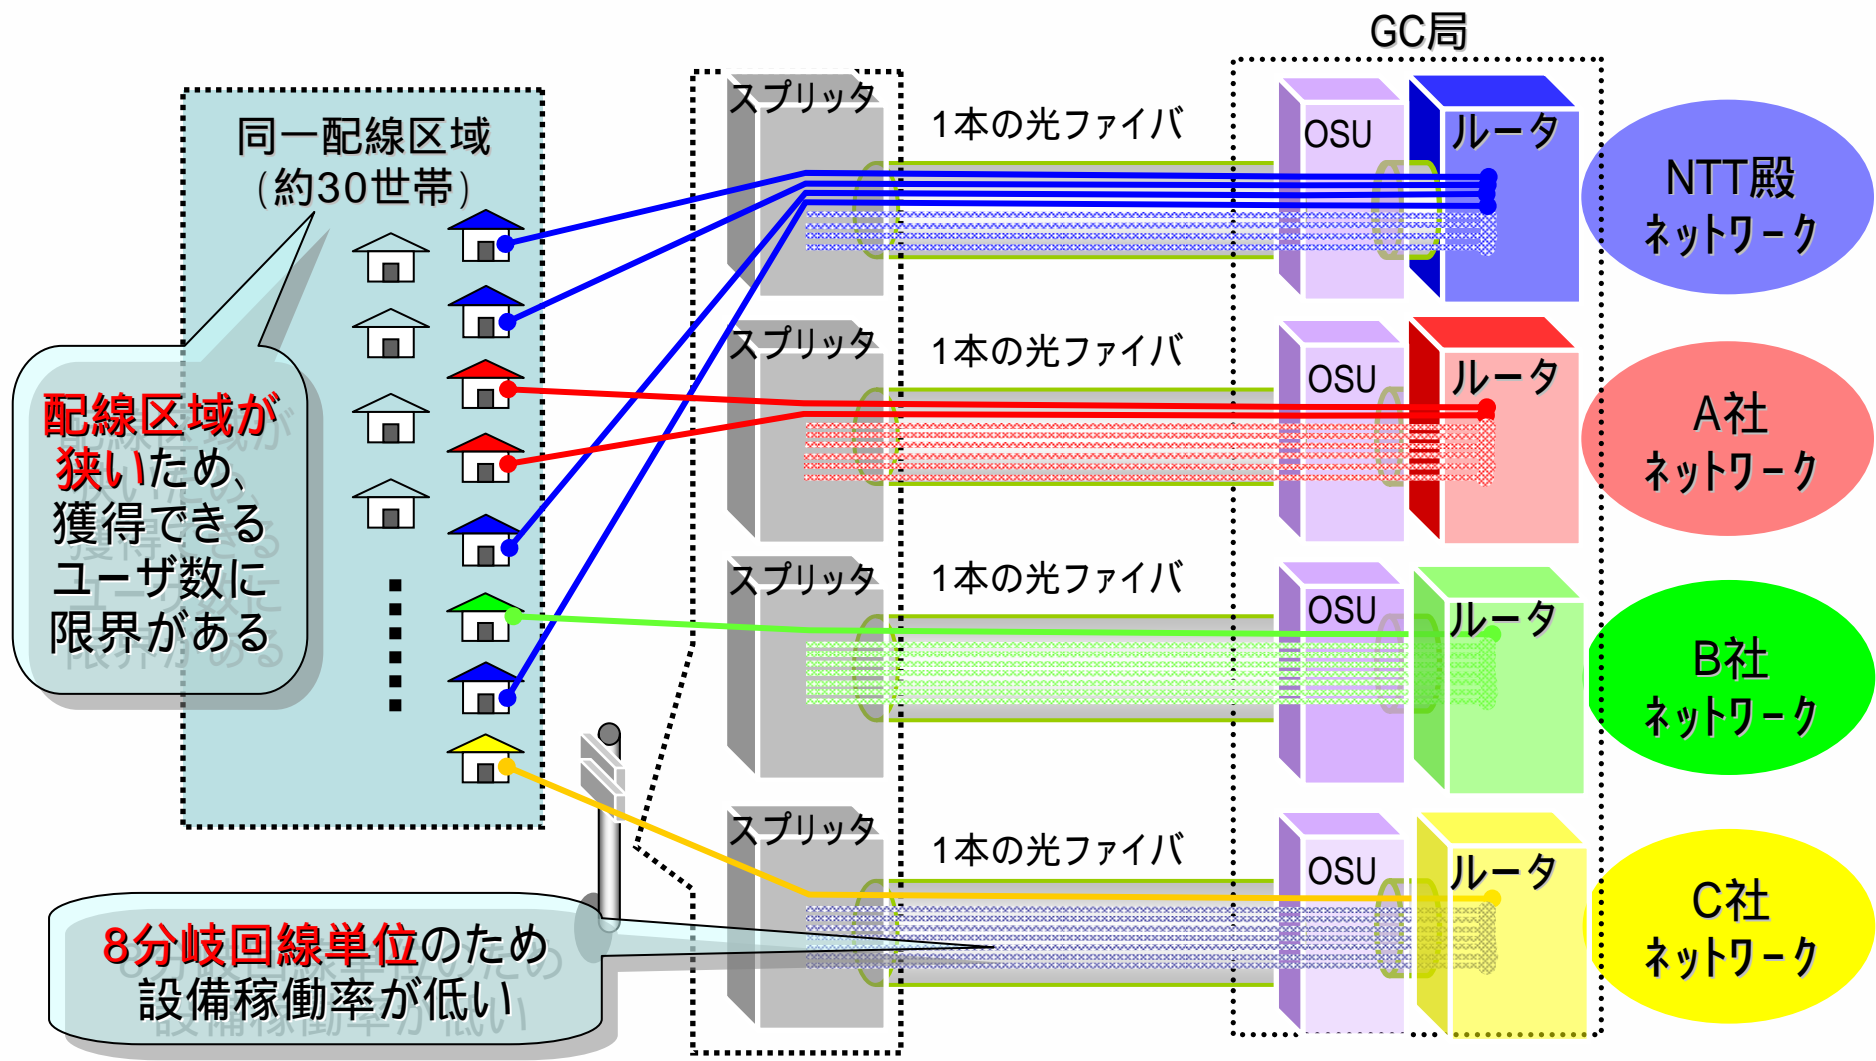 GC局
同一配線区域
(約30世帯)
配線区域が
狭いため、
獲得できる
ユーザ数に
限界がある
8分岐回線単位のため
設備稼働率が低い
スプリッタ
1本の光ファイバ
OSU
ルータ
NTT殿
ネットワーク
スプリッタ
1本の光ファイバ
OSU
ルータ
A社
ネットワーク
スプリッタ
1本の光ファイバ
OSU
ルータ
B社
ネットワーク
スプリッタ
1本の光ファイバ
OSU
ルータ
C社
ネットワーク